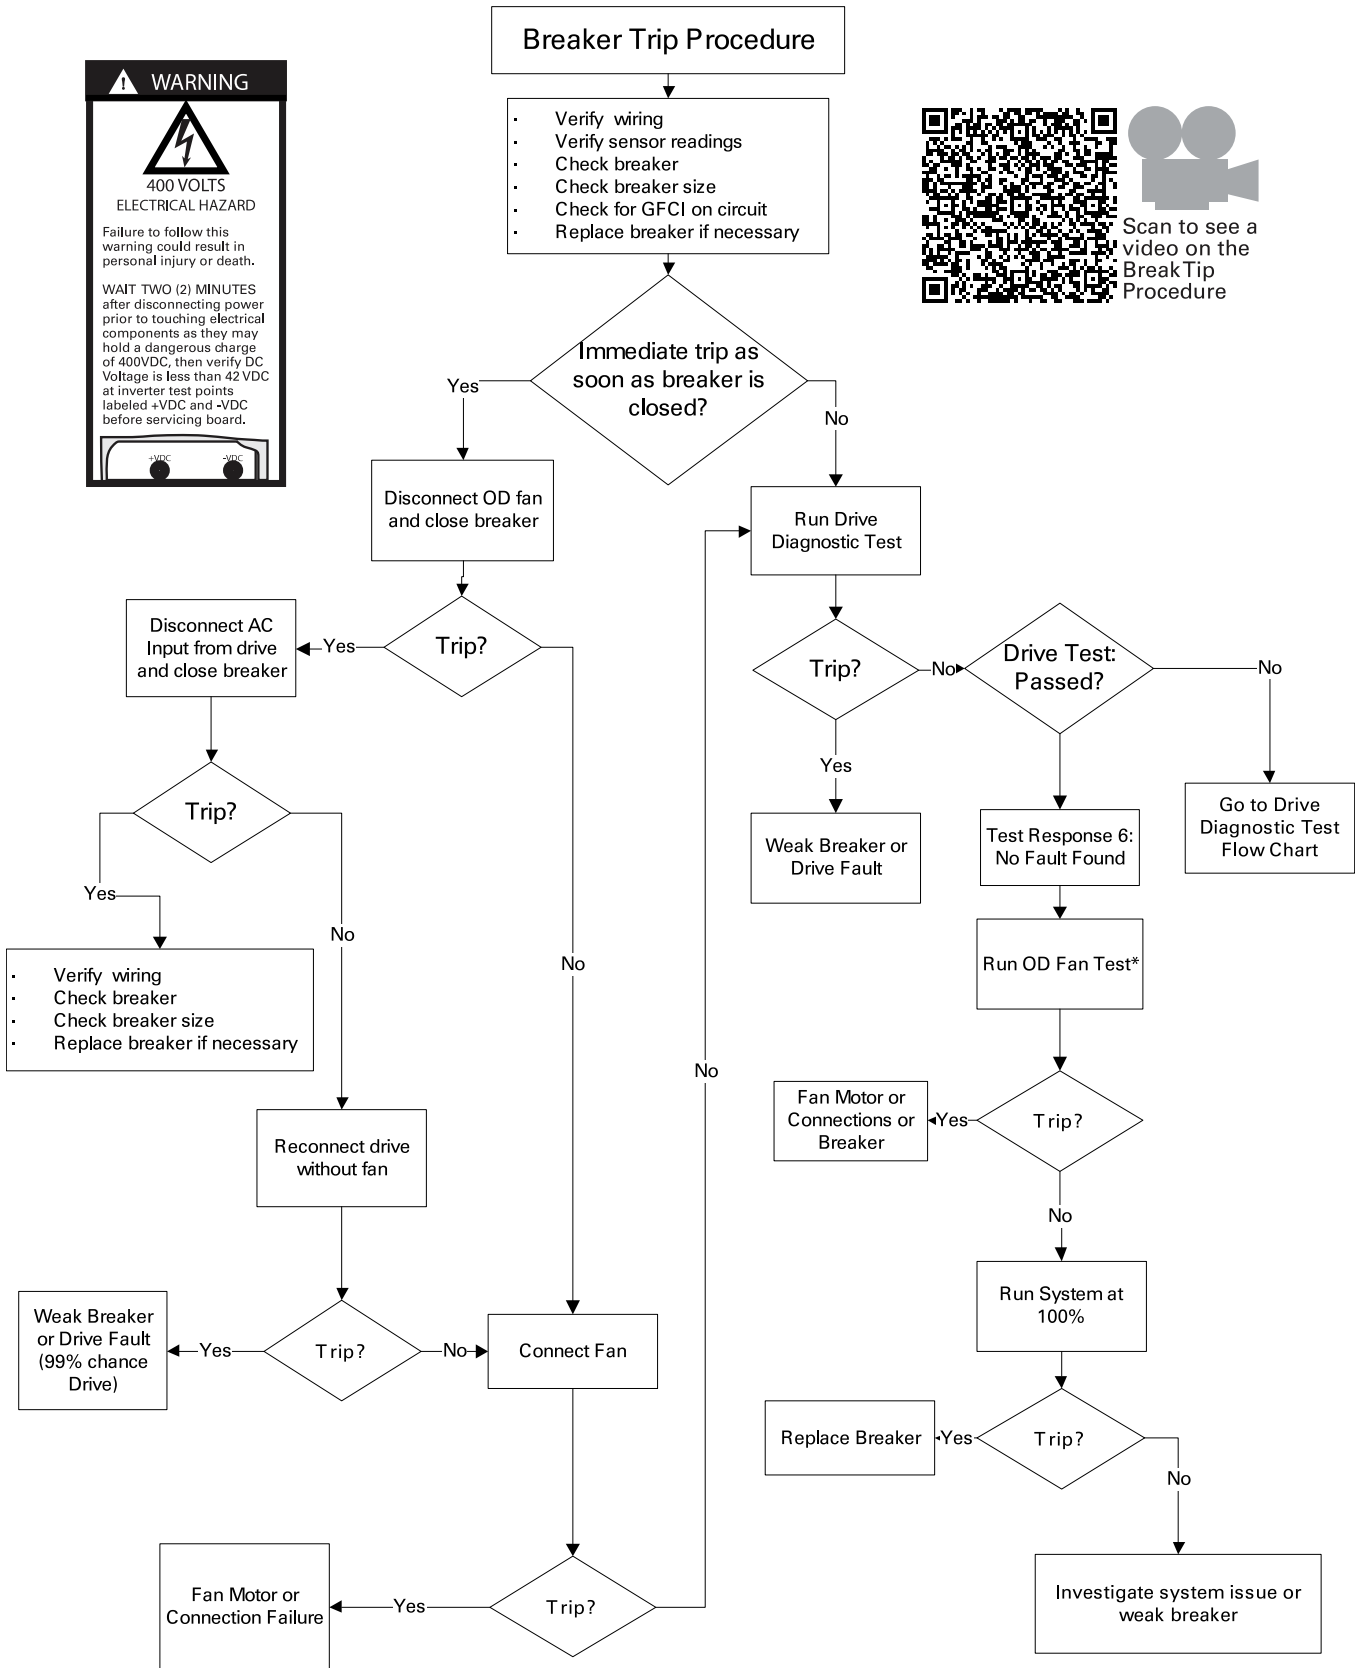 Breaker Trip Procedure
WARNING
400 VOLTS
ELECTRICAL HAZARD
Failure to follow this
warning could result in
personal injury or death.
WAIT TWO (2) MINUTES
after disconnecting power
prior to touching electrical
components as they may
hold a dangerous charge
of 400VDC, then verify DC
Voltage is less than 42 VDC
at inverter test points
labeled +VDC and -VDC
before servicing board.
+VDC
-VDC
· Verify wiring
· Verify sensor readings
· Check breaker
· Check breaker size
· Check for GFCI on circuit
· Replace breaker if necessary
Scan to see a
video on the
Break Tip
Procedure
Immediate trip as
soon as breaker is
closed?
Yes
No
Disconnect OD fan
and close breaker
Run Drive
Diagnostic Test
Trip?
Yes
No
Disconnect AC
Input from drive
and close breaker
Trip?
No
Yes
Drive Test:
Passed?
No
Trip?
Yes
No
Weak Breaker or
Drive Fault
Test Response 6:
No Fault Found
Go to Drive
Diagnostic Test
Flow Chart
· Verify wiring
· Check breaker
· Check breaker size
· Replace breaker if necessary
Run OD Fan Test*
No
Reconnect drive
without fan
Fan Motor or
Connections or
Breaker
Yes
Trip?
No
Run System at
100%
Weak Breaker
or Drive Fault
(99% chance
Drive)
Yes
Trip?
No
Connect Fan
Replace Breaker
Yes
Trip?
No
Fan Motor or
Connection Failure
Yes
Trip?
Investigate system issue or
weak breaker